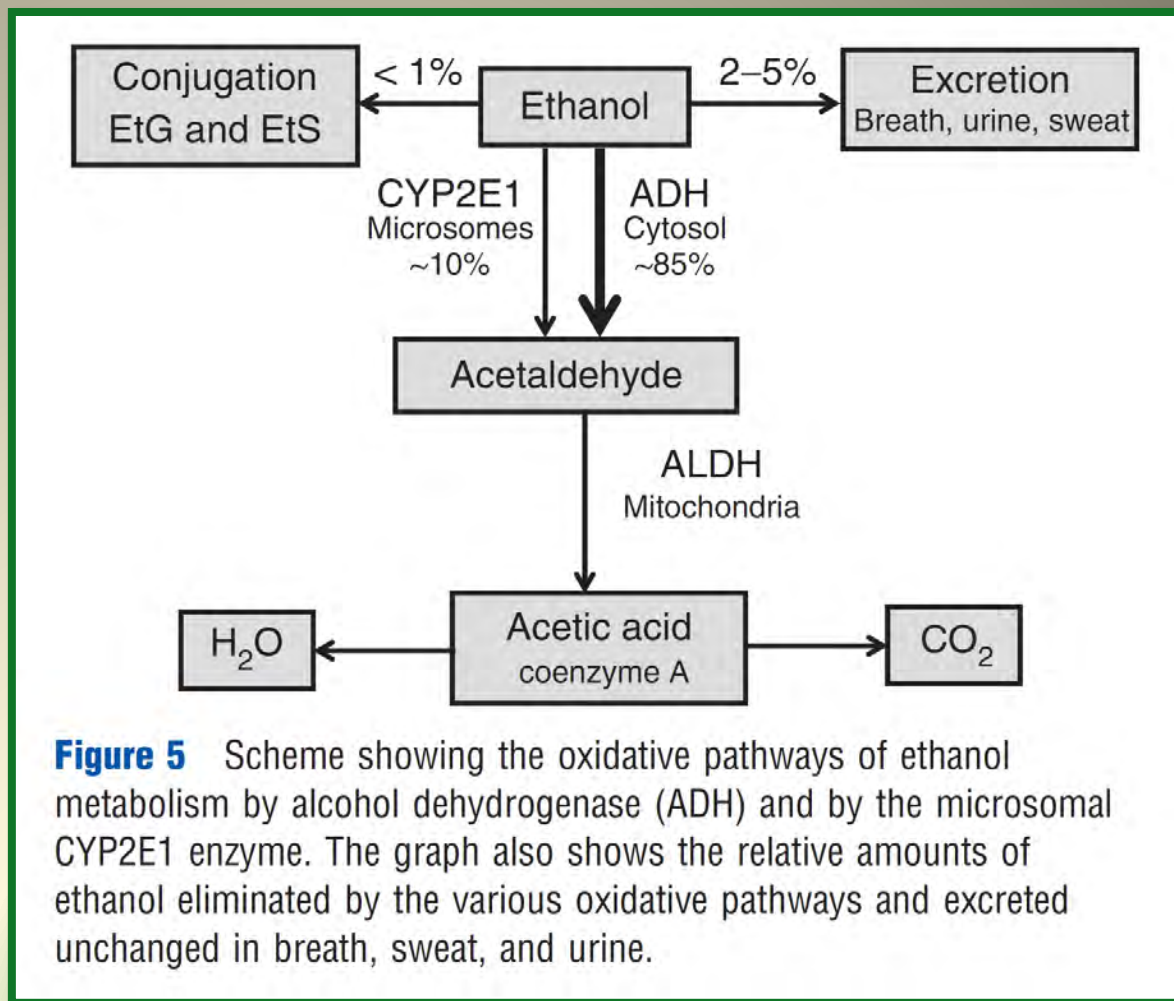 Conjugation
EtG and EtS
< 1%
Ethanol
2–5%
Excretion
Breath, urine, sweat
CYP2E1
Microsomes
~10%
ADH
Cytosol
~85%
Acetaldehyde
ALDH
Mitochondria
H₂O
Acetic acid
coenzyme A
CO₂
Figure 5 Scheme showing the oxidative pathways of ethanol
metabolism by alcohol dehydrogenase (ADH) and by the microsomal
CYP2E1 enzyme. The graph also shows the relative amounts of
ethanol eliminated by the various oxidative pathways and excreted
unchanged in breath, sweat, and urine.